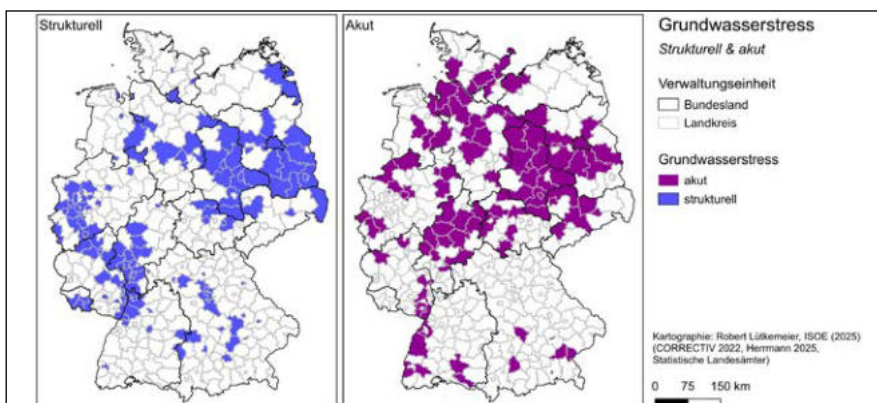 Strukturell
Akut
Grundwasserstress
Strukturell & akut
Verwaltungseinheit
Bundesland
Landkreis
Grundwasserstress
akut
strukturell
Kartographie: Robert Lütkemeier, ISOE (2025)
(CORRECTIV 2022, Herrmann 2025,
Statistische Landesämter)
0 75 150 km